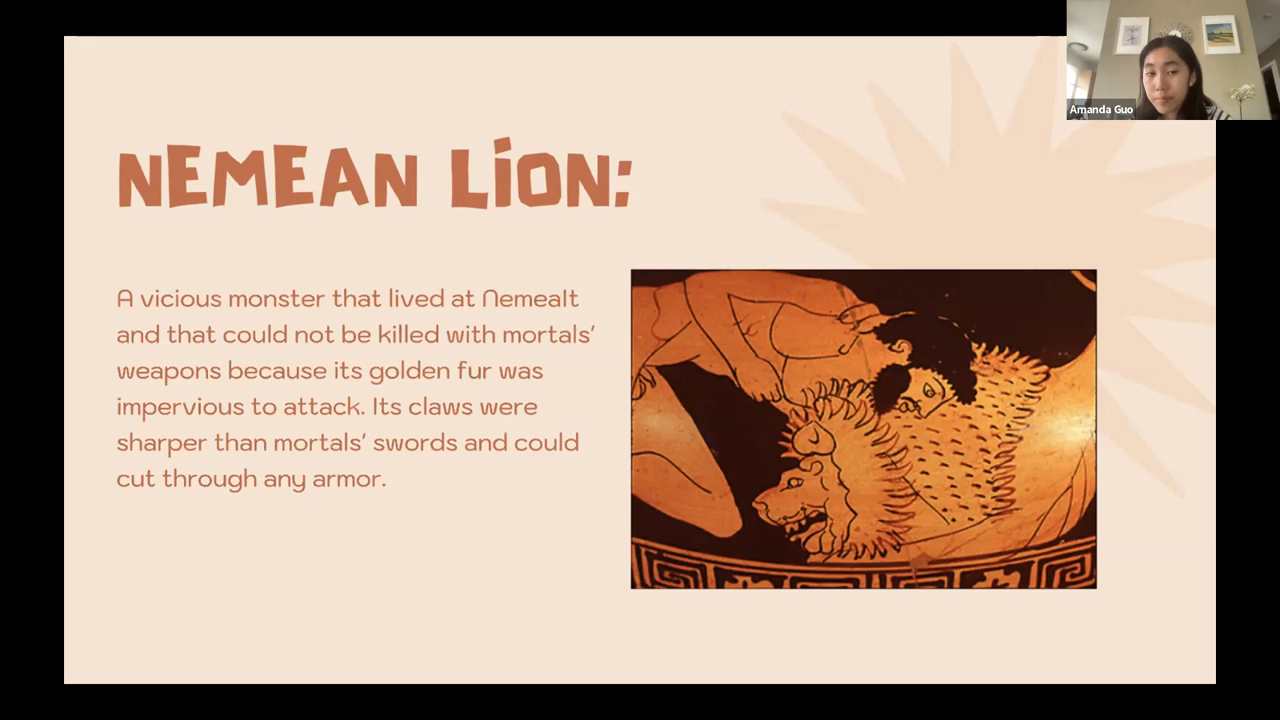 Amanda Guo
NEMEAN LiON:
A vicious monster that lived at Nemealt
and that could not be killed with mortals'
weapons because its golden fur was
impervious to attack. Its claws were
sharper than mortals' swords and could
cut through any armor.